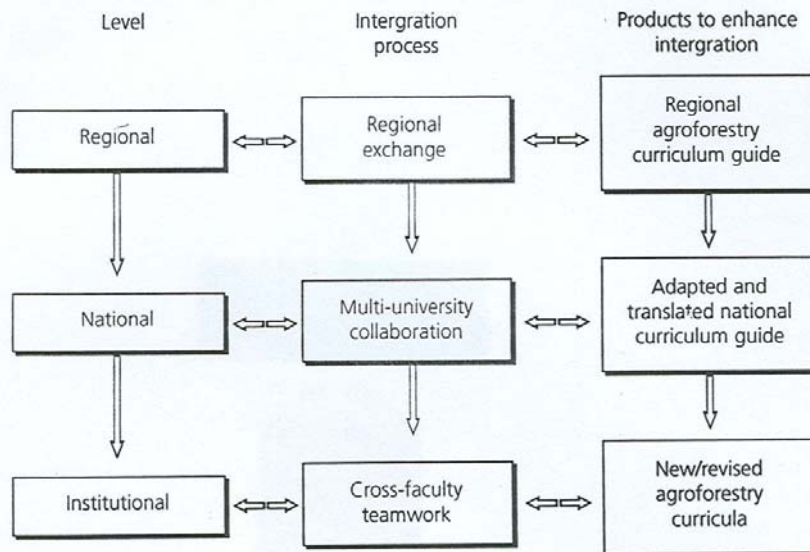 Level
Intergration
process
Products to enhance
intergration
Regional
Regional
exchange
Regional
agroforestry
curriculum guide
National
Multi-university
collaboration
Adapted and
translated national
curriculum guide
Institutional
Cross-faculty
teamwork
New/revised
agroforestry
curricula